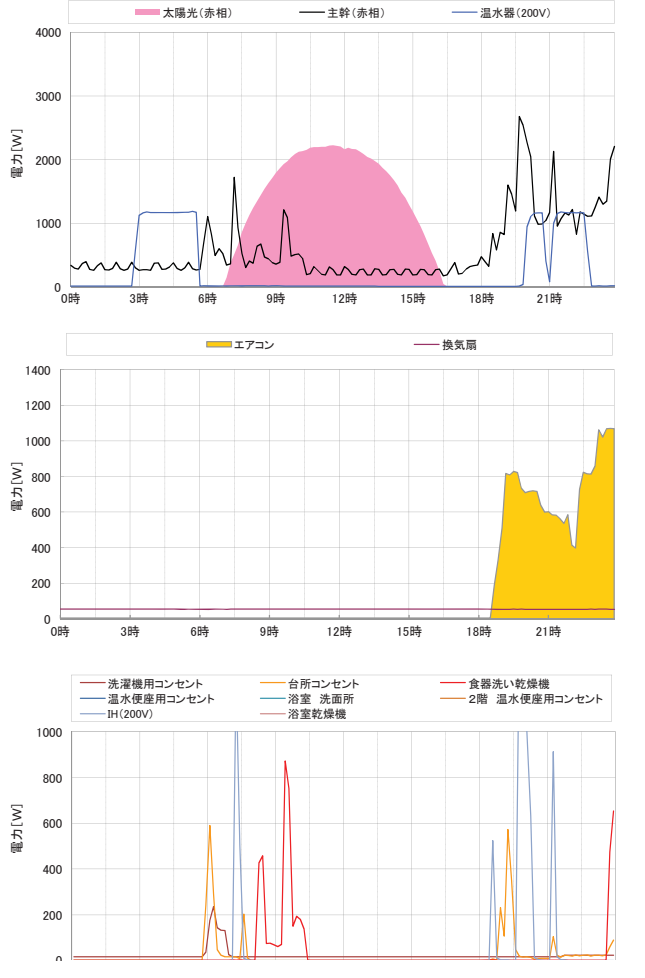 太陽光(赤相) 主幹(赤相) 温水器(200V)
4000
3000
2000
1000
0
電力[W]
0時 3時 6時 9時 12時 15時 18時 21時
エアコン 換気扇
1400
1200
1000
800
600
400
200
0
電力[W]
0時 3時 6時 9時 12時 15時 18時 21時
洗濯機用コンセント 台所コンセント 食器洗い乾燥機
温水便座用コンセント 浴室 洗面所 2階 温水便座用コンセント
IH(200V) 浴室乾燥機
1000
800
600
400
200
0
電力[W]